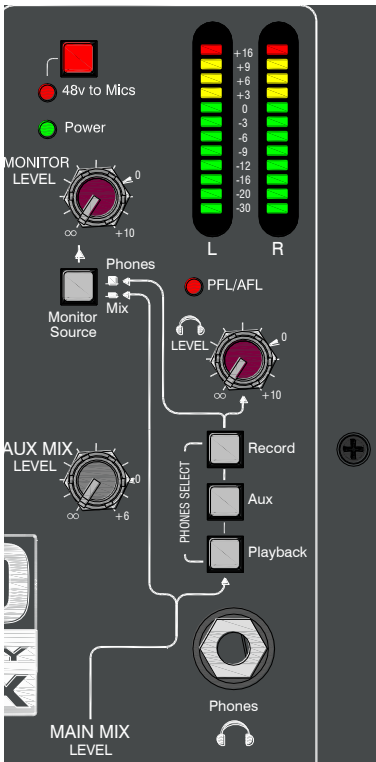 48v to Mics
Power
MONITOR
LEVEL
0
∞
+10
+16
+9
+6
+3
0
-3
-6
-9
-12
-16
-20
-30
L
R
Phones
Mix
Monitor
Source
PFL/AFL
LEVEL
0
∞
+10
AUX MIX
LEVEL
0
∞
+6
PHONES SELECT
Record
Aux
Playback
Y
K
Phones
MAIN MIX
LEVEL